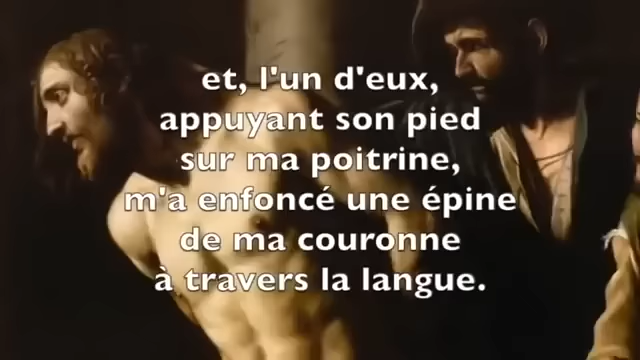 et, l'un d'eux,
appuyant son pied
sur ma poitrine,
m'a enfoncé une épine
de ma couronne
à travers la langue.